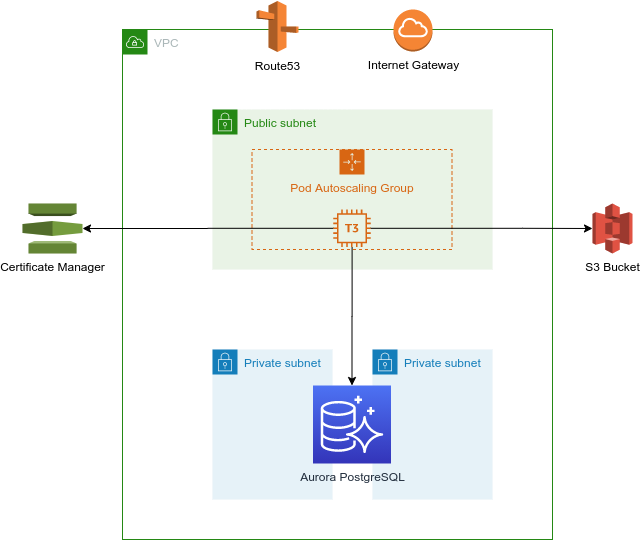 VPC
Route53
Internet Gateway
Public subnet
Pod Autoscaling Group
T3
Certificate Manager
S3 Bucket
Private subnet
Private subnet
Aurora PostgreSQL